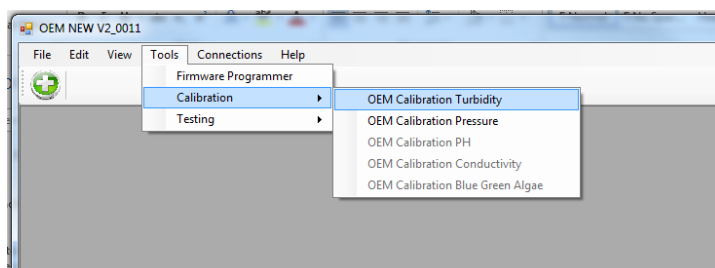 OEM NEW V2_0011
File Edit View Tools Connections Help
Firmware Programmer
Calibration
Testing
OEM Calibration Turbidity
OEM Calibration Pressure
OEM Calibration PH
OEM Calibration Conductivity
OEM Calibration Blue Green Algae